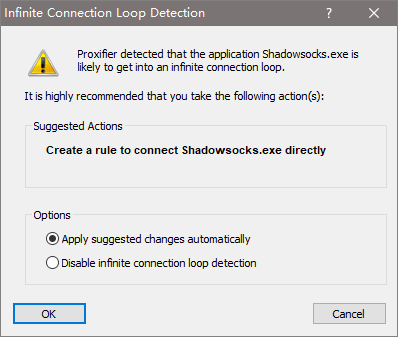 Infinite Connection Loop Detection
Proxifier detected that the application Shadowsocks.exe is
likely to get into an infinite connection loop.
It is highly recommended that you take the following action(s):
Suggested Actions
Create a rule to connect Shadowsocks.exe directly
Options
Apply suggested changes automatically
Disable infinite connection loop detection
OK
Cancel